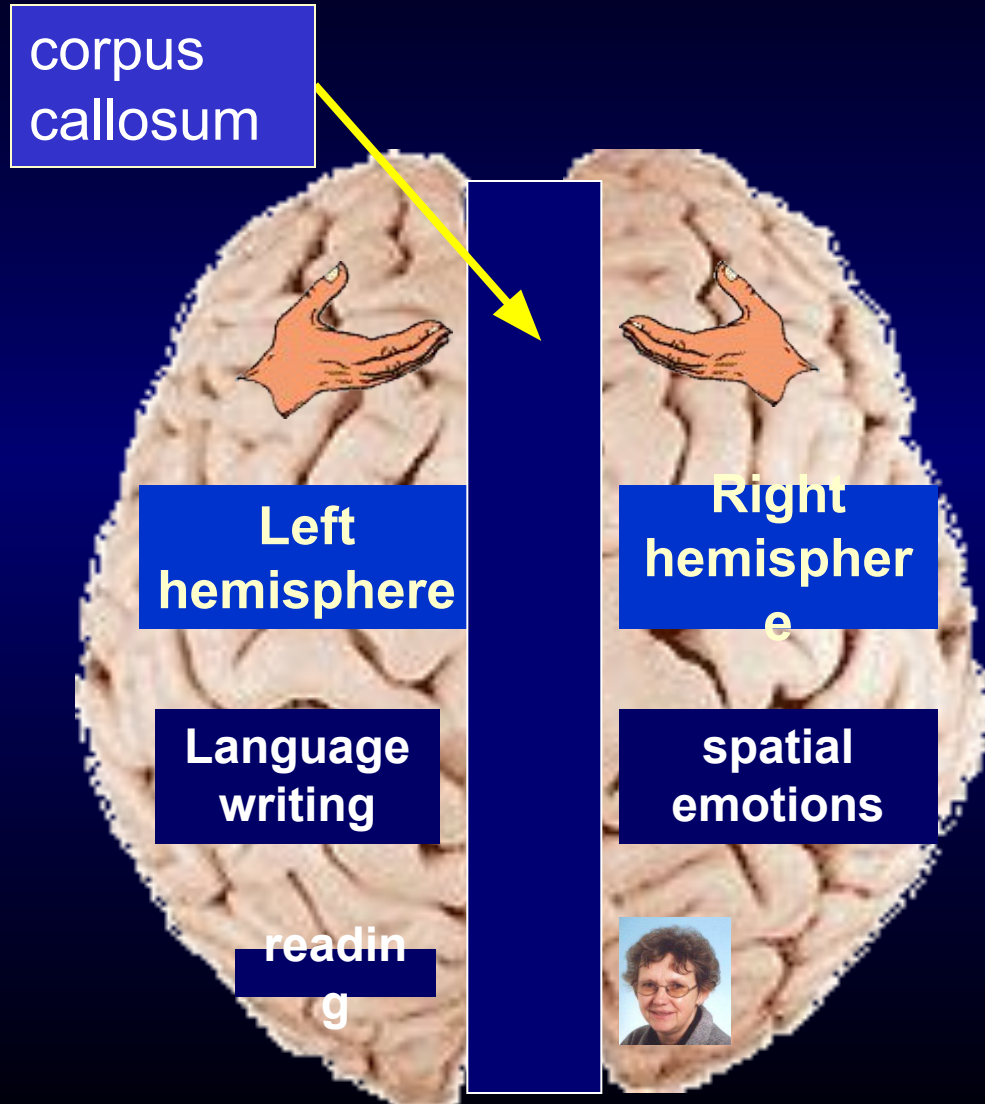 corpus
callosum
Left
hemisphere
Right
hemispher
e
Language
writing
spatial
emotions
readin
g